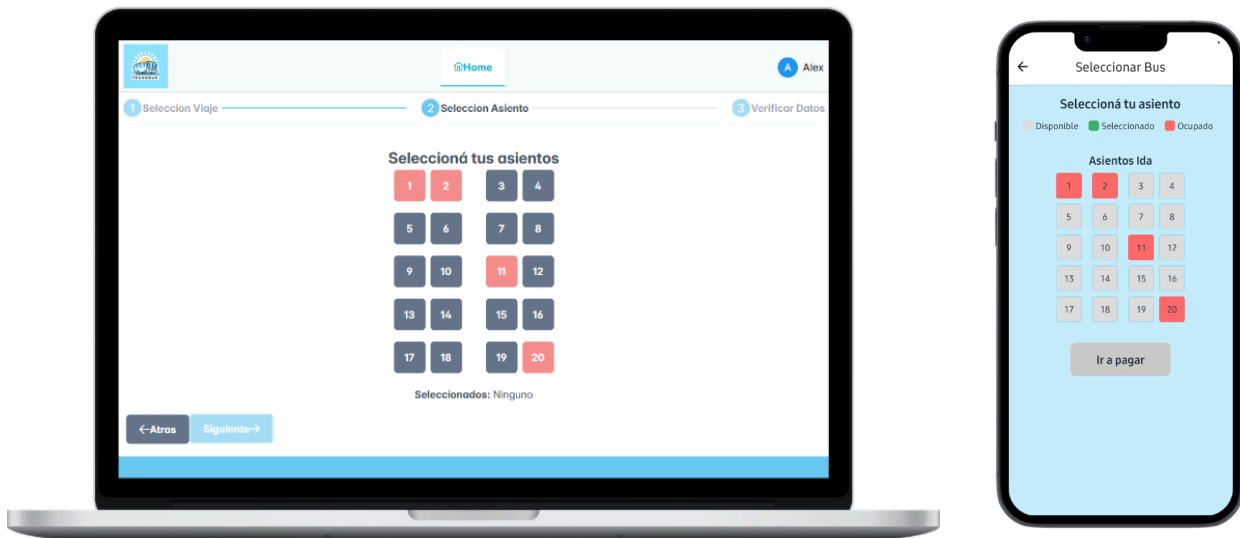 Home
A Alex
1 Seleccion Viaje 2 Seleccion Asiento 3 Verificar Datos
Seleccioná tus asientos
1 2 3 4
5 6 7 8
9 10 11 12
13 14 15 16
17 18 19 20
Seleccionados: Ninguno
←Atras Siguiente→
← Seleccionar Bus
Seleccioná tu asiento
Disponible Seleccionado Ocupado
Asientos Ida
1 2 3 4
5 6 7 8
9 10 11 12
13 14 15 16
17 18 19 20
Ir a pagar